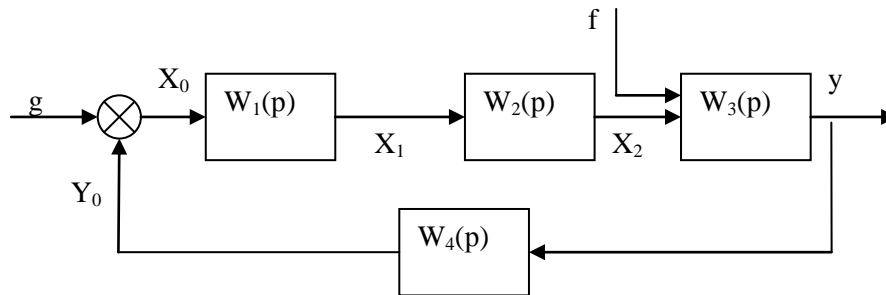 f
g
X₀
W₁(p)
X₁
W₂(p)
X₂
W₃(p)
y
Y₀
W₄(p)